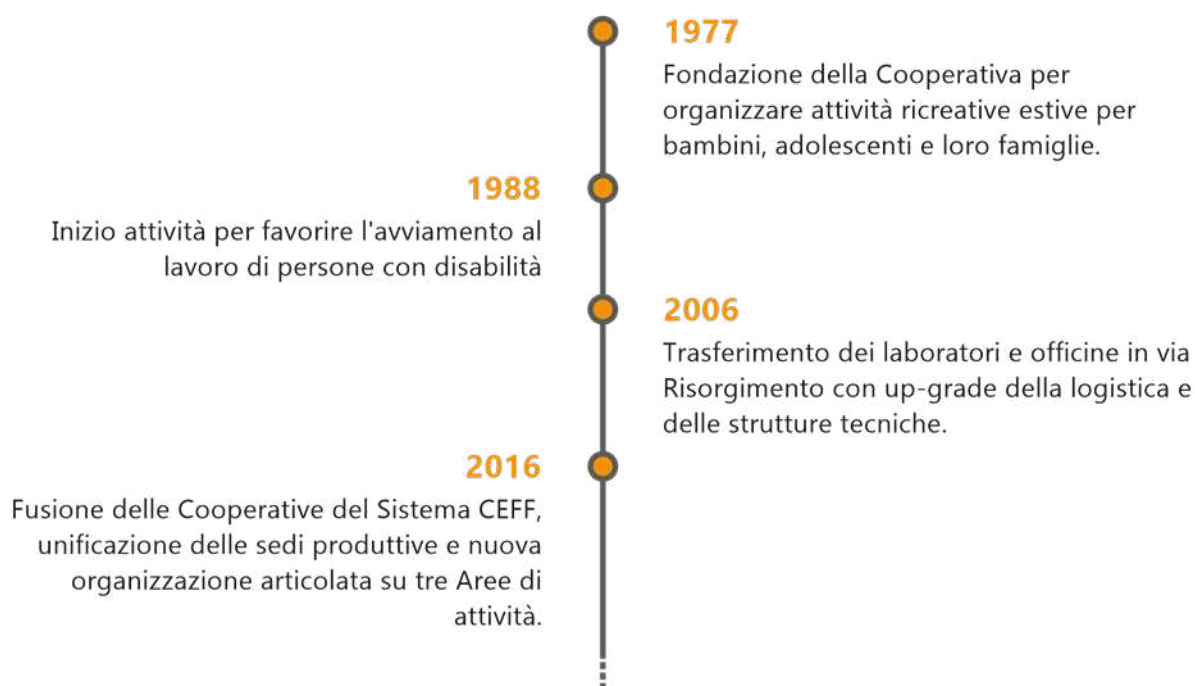 1977
Fondazione della Cooperativa per
organizzare attività ricreative estive per
bambini, adolescenti e loro famiglie.
1988
Inizio attività per favorire l'avviamento al
lavoro di persone con disabilità
2006
Trasferimento dei laboratori e officine in via
Risorgimento con up-grade della logistica e
delle strutture tecniche.
2016
Fusione delle Cooperative del Sistema CEFF,
unificazione delle sedi produttive e nuova
organizzazione articolata su tre Aree di
attività.